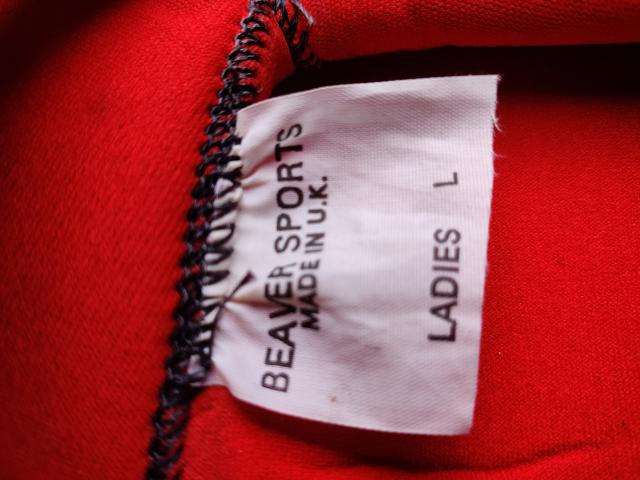 BEAVER SPORTS
MADE IN U.K.
LADIES L